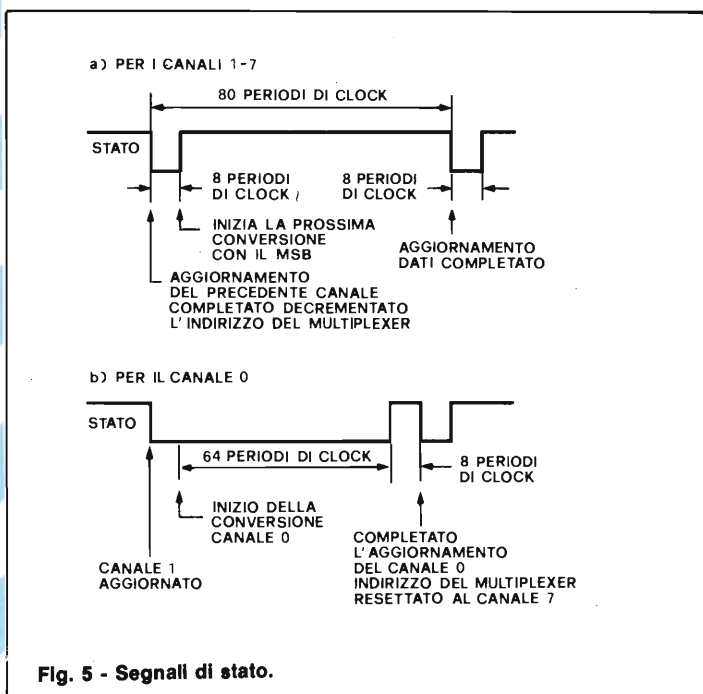 a) PER I CANALI 1-7
80 PERIODI DI CLOCK
STATO
8 PERIODI
DI CLOCK
8 PERIODI
DI CLOCK
INIZIA LA PROSSIMA
CONVERSIONE
CON IL MSB
AGGIORNAMENTO
DATI COMPLETATO
AGGIORNAMENTO
DEL PRECEDENTE CANALE
COMPLETATO DECREMENTATO
L'INDIRIZZO DEL MULTIPLEXER
b) PER IL CANALE 0
STATO
64 PERIODI DI CLOCK
8 PERIODI
DI CLOCK
INIZIO DELLA
CONVERSIONE
CANALE 0
CANALE 1
AGGIORNATO
COMPLETATO
L'AGGIORNAMENTO
DEL CANALE 0
INDIRIZZO DEL MULTIPLEXER
RESETTATO AL CANALE 7
Fig. 5 - Segnali di stato.